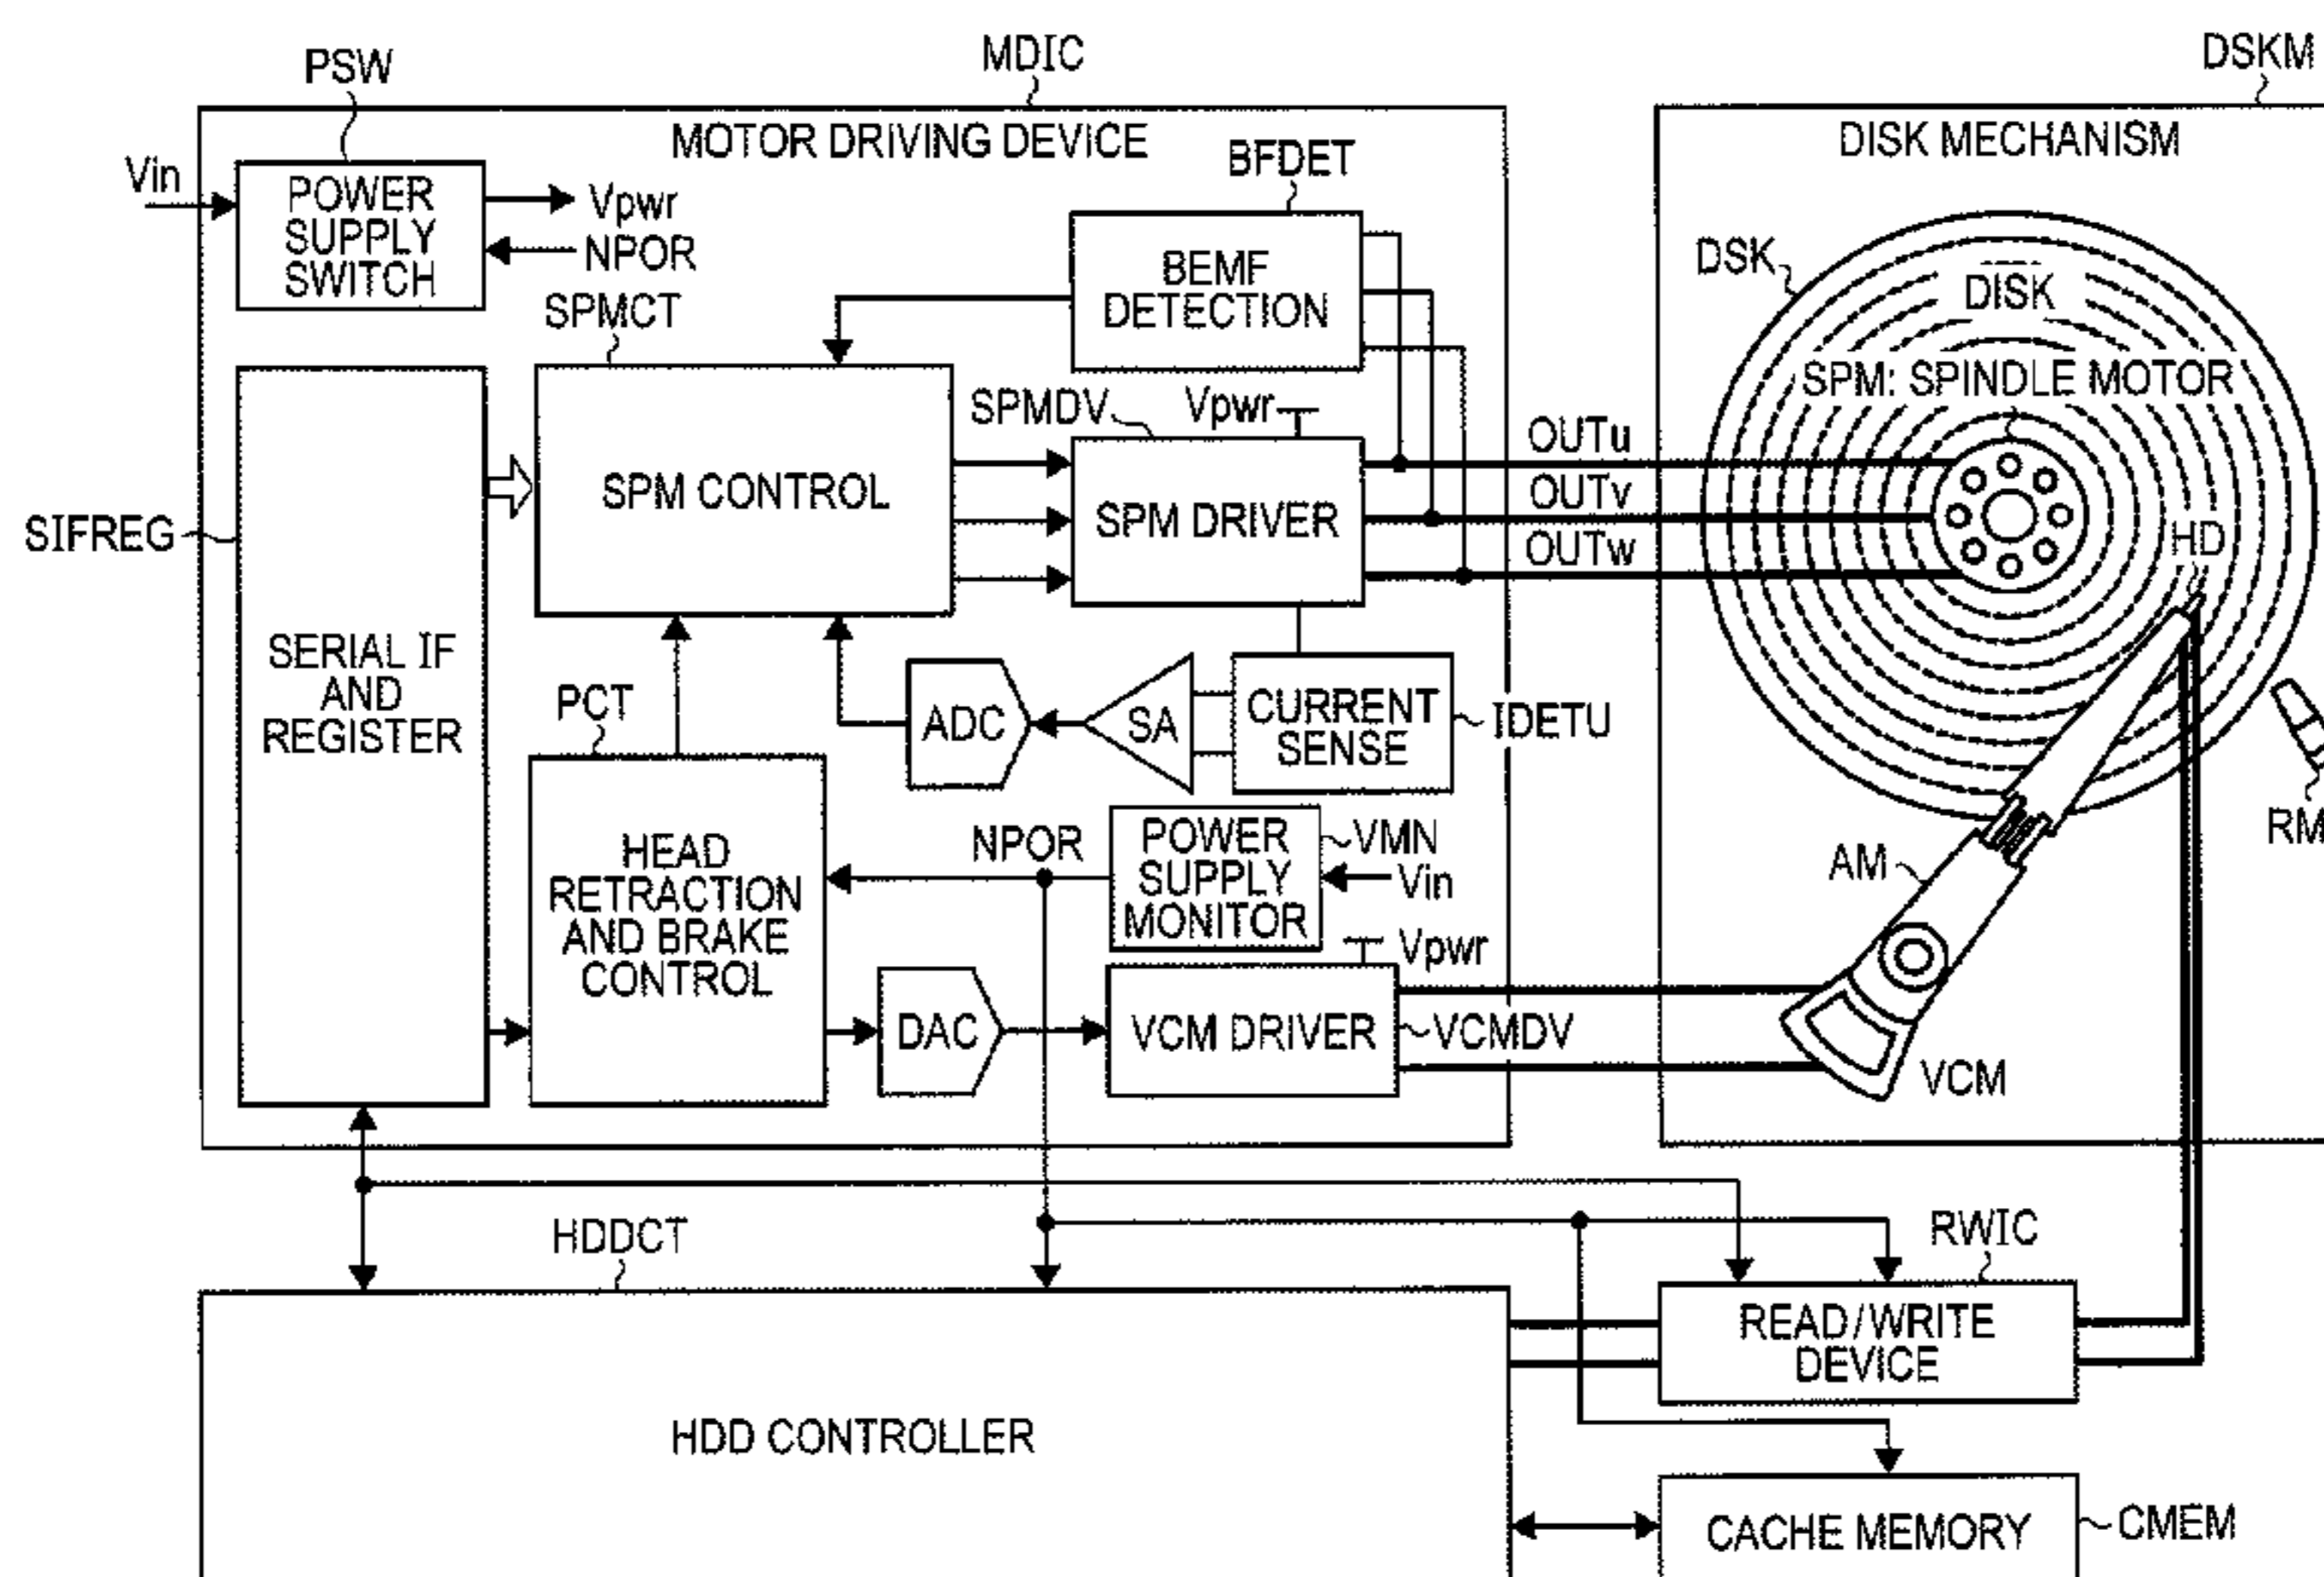 PSW
MDIC
DSKM
MOTOR DRIVING DEVICE
DISK MECHANISM
Vin
POWER
SUPPLY
SWITCH
Vpwr
NPOR
BFDET
BEMF
DETECTION
DSK
DISK
SPM: SPINDLE MOTOR
SPMCT
SPM CONTROL
SPMDV
Vpwr
SPM DRIVER
OUTu
OUTv
OUTw
HD
SIFREG
SERIAL IF
AND
REGISTER
PCT
ADC
SA
CURRENT
SENSE
IDETU
HEAD
RETRACTION
AND BRAKE
CONTROL
NPOR
POWER
SUPPLY
MONITOR
VMN
Vin
AM
RM
DAC
Vpwr
VCM DRIVER
VCMDV
VCM
HDDCT
RWIC
READ/WRITE
DEVICE
HDD CONTROLLER
CACHE MEMORY
CMEM